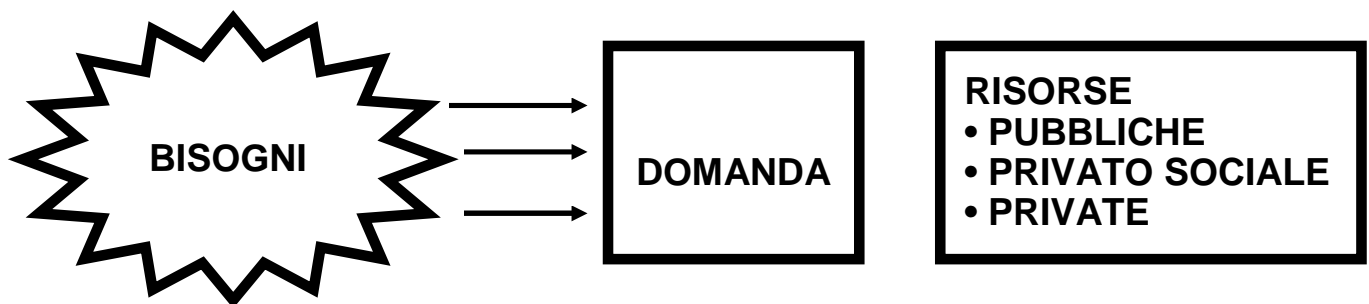 BISOGNI
DOMANDA
RISORSE
• PUBBLICHE
• PRIVATO SOCIALE
• PRIVATE